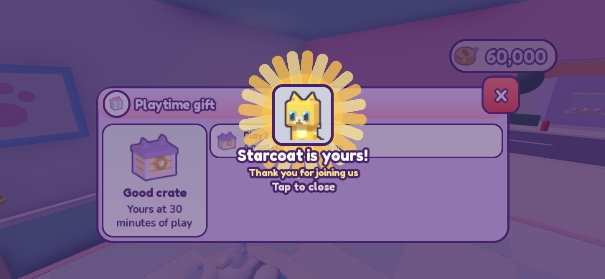 60,000
Playtime gift
Starcoat is yours!
Thank you for joining us
Tap to close
Good crate
Yours at 30
minutes of play